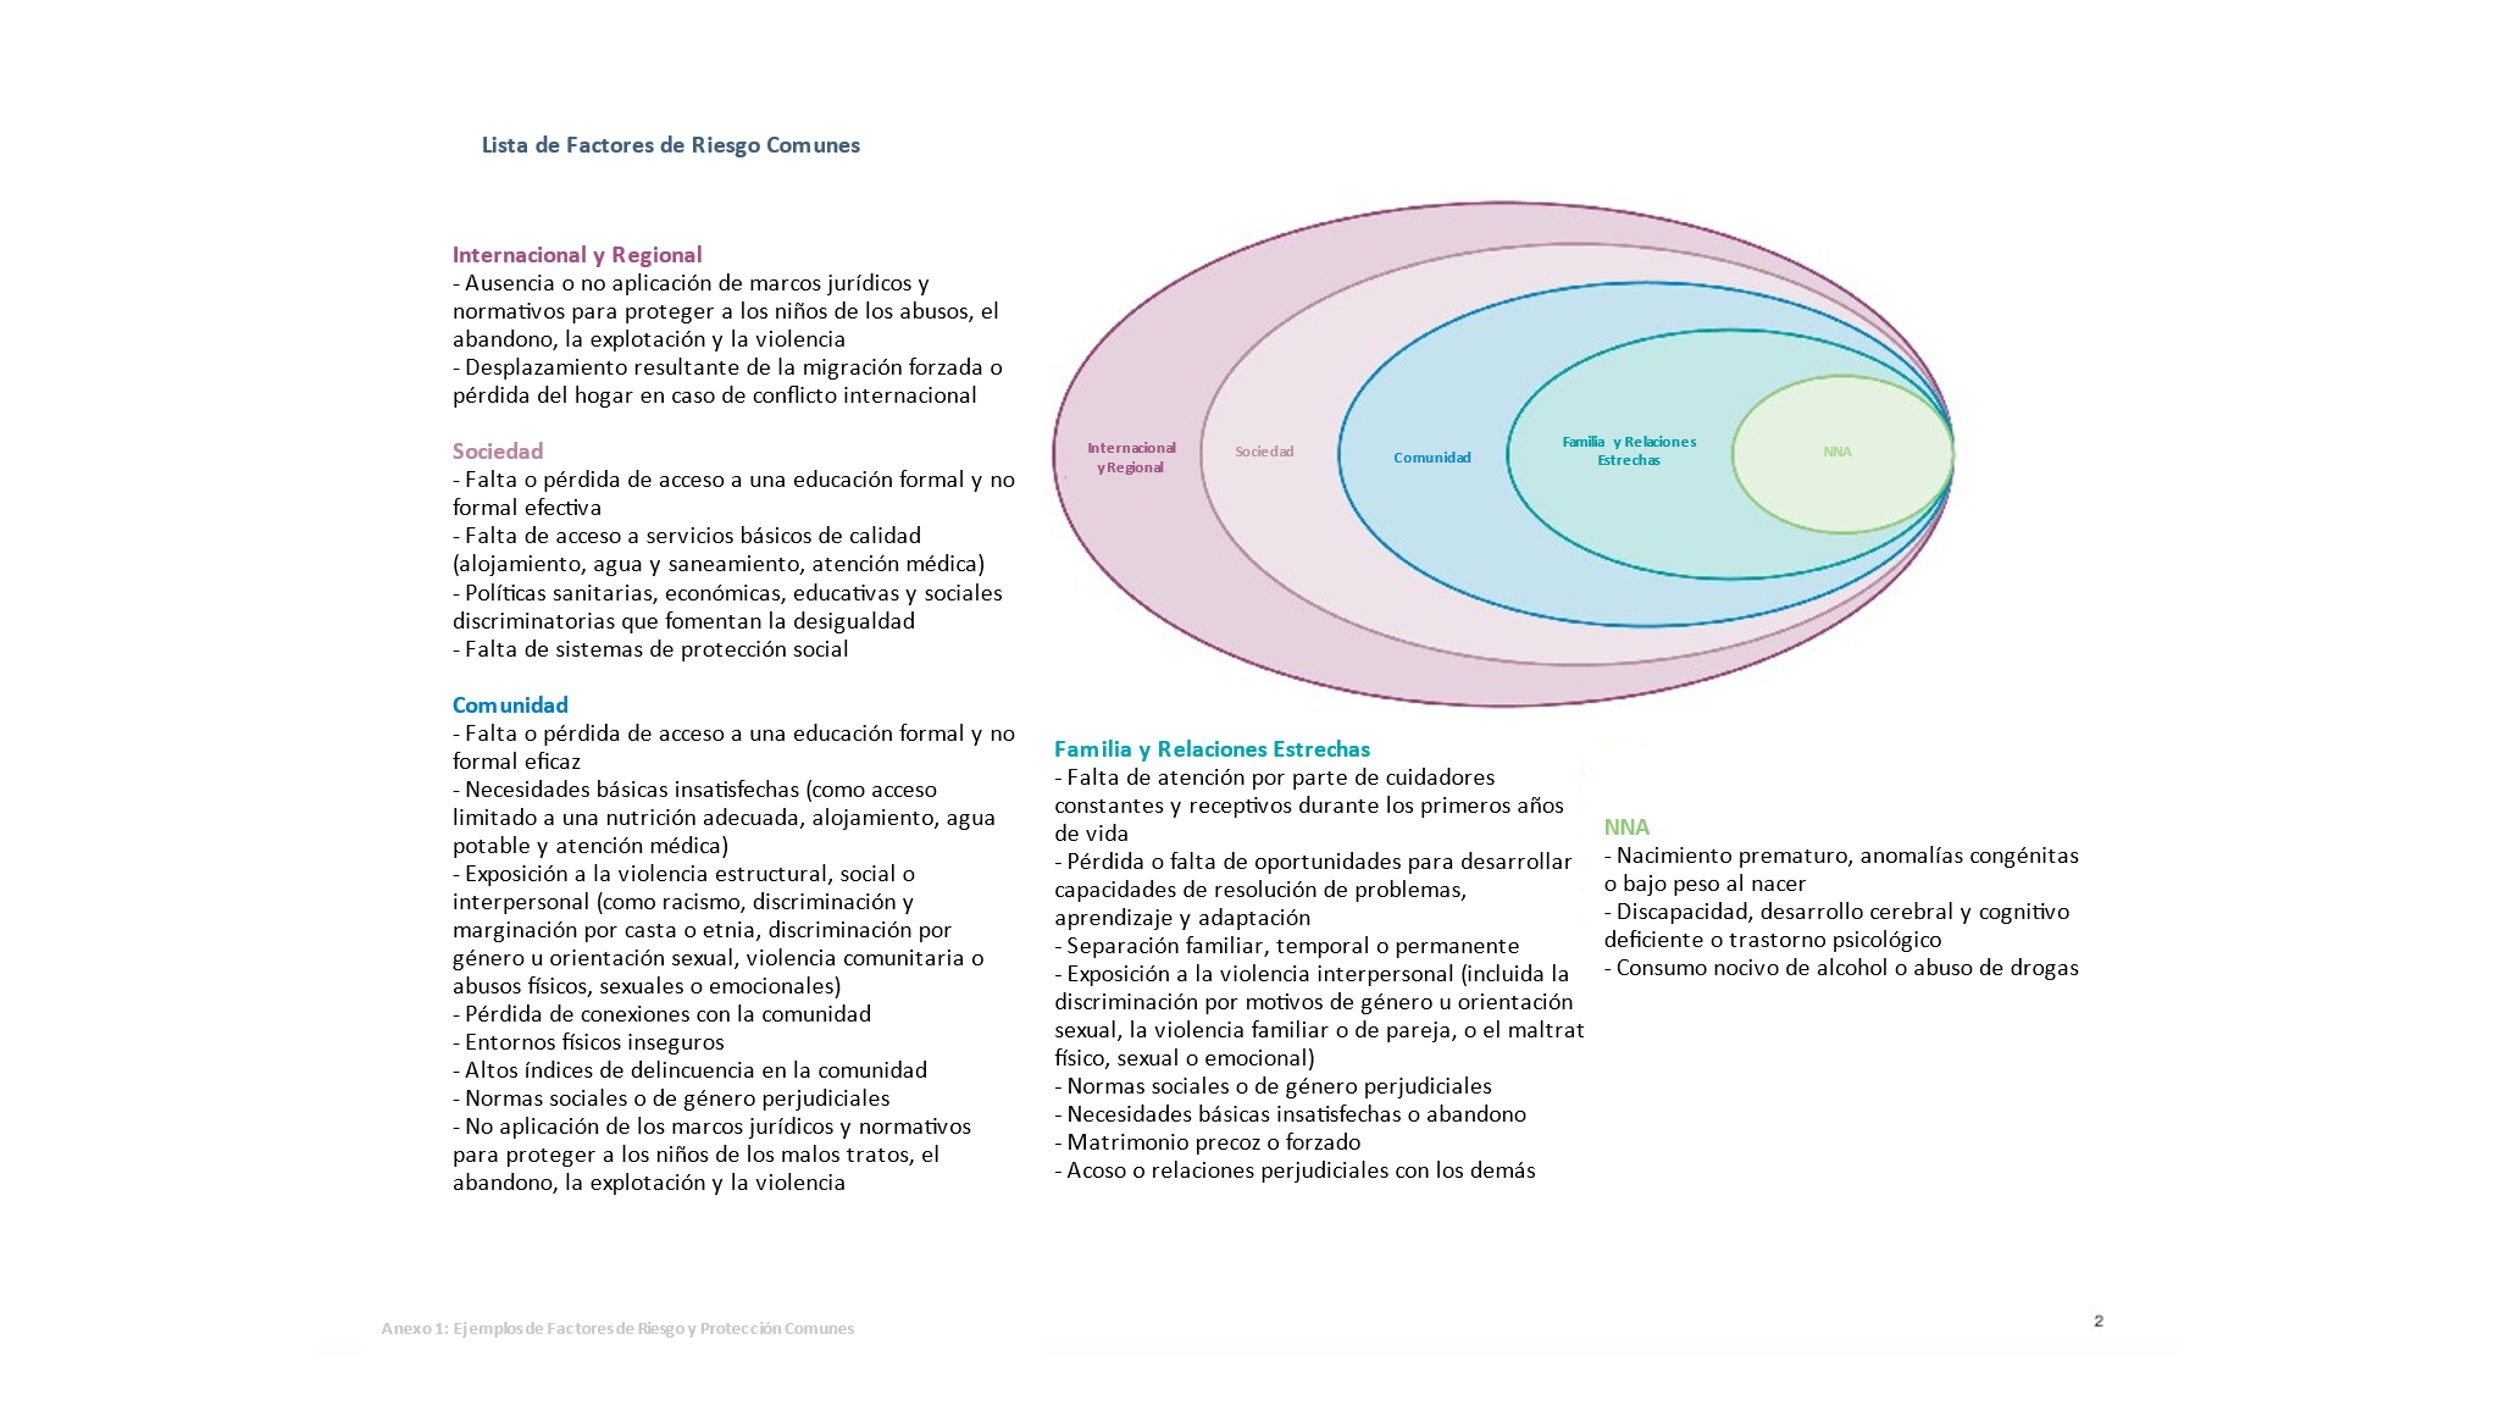 Lista de Factores de Riesgo Comunes
Internacional y Regional
- Ausencia o no aplicación de marcos jurídicos y
normativos para proteger a los niños de los abusos, el
abandono, la explotación y la violencia
- Desplazamiento resultante de la migración forzada o
pérdida del hogar en caso de conflicto internacional
Sociedad
- Falta o pérdida de acceso a una educación formal y no
formal efectiva
- Falta de acceso a servicios básicos de calidad
(alojamiento, agua y saneamiento, atención médica)
- Políticas sanitarias, económicas, educativas y sociales
discriminatorias que fomentan la desigualdad
- Falta de sistemas de protección social
Comunidad
- Falta o pérdida de acceso a una educación formal y no
formal eficaz
- Necesidades básicas insatisfechas (como acceso
limitado a una nutrición adecuada, alojamiento, agua
potable y atención médica)
- Exposición a la violencia estructural, social o
interpersonal (como racismo, discriminación y
marginación por casta o etnia, discriminación por
género u orientación sexual, violencia comunitaria o
abusos físicos, sexuales o emocionales)
- Pérdida de conexiones con la comunidad
- Entornos físicos inseguros
- Altos índices de delincuencia en la comunidad
- Normas sociales o de género perjudiciales
- No aplicación de los marcos jurídicos y normativos
para proteger a los niños de los malos tratos, el
abandono, la explotación y la violencia
Internacional
y Regional
Sociedad
Comunidad
Familia y Relaciones
Estrechas
NNA
Familia y Relaciones Estrechas
- Falta de atención por parte de cuidadores
constantes y receptivos durante los primeros años
de vida
- Pérdida o falta de oportunidades para desarrollar
capacidades de resolución de problemas,
aprendizaje y adaptación
- Separación familiar, temporal o permanente
- Exposición a la violencia interpersonal (incluida la
discriminación por motivos de género u orientación
sexual, la violencia familiar o de pareja, o el maltrat
físico, sexual o emocional)
- Normas sociales o de género perjudiciales
- Necesidades básicas insatisfechas o abandono
- Matrimonio precoz o forzado
- Acoso o relaciones perjudiciales con los demás
NNA
- Nacimiento prematuro, anomalías congénitas
o bajo peso al nacer
- Discapacidad, desarrollo cerebral y cognitivo
deficiente o trastorno psicológico
- Consumo nocivo de alcohol o abuso de drogas
Anexo 1: Ejemplos de Factores de Riesgo y Protección Comunes
2